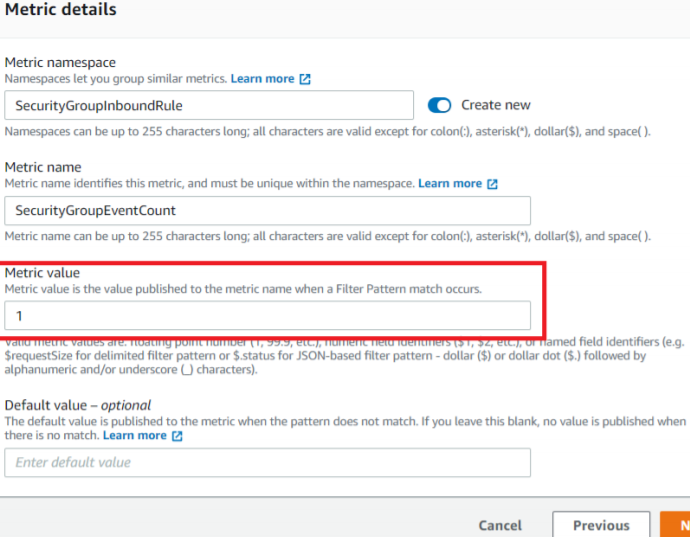 Metric details
Metric namespace
Namespaces let you group similar metrics. Learn more
SecurityGroupInboundRule
Create new
Namespaces can be up to 255 characters long; all characters are valid except for colon(:), asterisk(*), dollar($), and space( ).
Metric name
Metric name identifies this metric, and must be unique within the namespace. Learn more
SecurityGroupEventCount
Metric name can be up to 255 characters long; all characters are valid except for colon(:), asterisk(*), dollar($), and space( ).
Metric value
Metric value is the value published to the metric name when a Filter Pattern match occurs.
1
Valid metric values are: floating point number (1, 99.9, etc.), numeric field identifiers ($1, $2, etc.), or named field identifiers (e.g.
$requestSize for delimited filter pattern or $.status for JSON-based filter pattern - dollar ($) or dollar dot ($.) followed by
alphanumeric and/or underscore (_) characters).
Default value – optional
The default value is published to the metric when the pattern does not match. If you leave this blank, no value is published when
there is no match. Learn more
Enter default value
Cancel
Previous